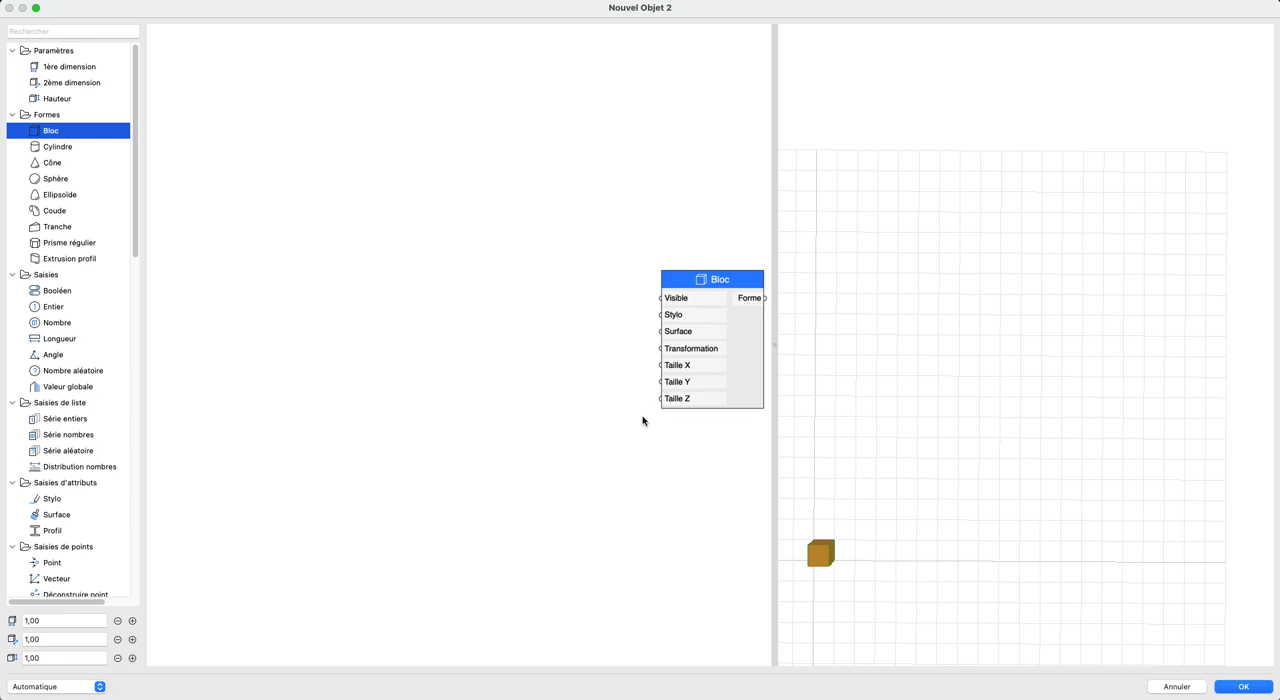 Nouvel Objet 2
Rechercher
Paramètres
1ère dimension
2ème dimension
Hauteur
Formes
Bloc
Cylindre
Cône
Sphère
Ellipsoïde
Coude
Tranche
Prisme régulier
Extrusion profil
Saisies
Booléen
Entier
Nombre
Longueur
Angle
Nombre aléatoire
Valeur globale
Saisies de liste
Série entiers
Série nombres
Série aléatoire
Distribution nombres
Saisies d'attributs
Stylo
Surface
Profil
Saisies de points
Point
Vecteur
Déconstruire point
1,00
1,00
1,00
Automatique
Bloc
Visible Forme
Stylo
Surface
Transformation
Taille X
Taille Y
Taille Z
Annuler OK